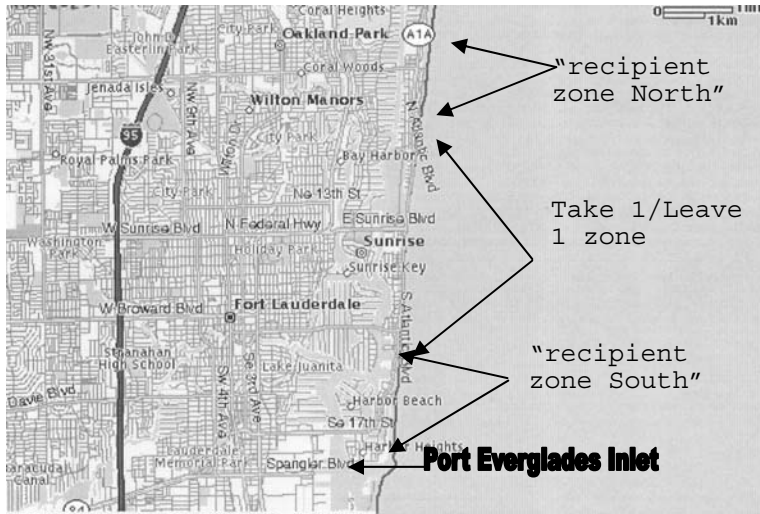 Coral Heights
0 1mi
1km
City Park
John D
Easterlin Park
Oakland Park
A1A
NW 31st Ave
Coral Woods
"recipient
zone North"
Jenada Isles
NW 9th Ave
Wilton Manors
N Atlantic Blvd
95
City Park
Wilton Dr
Royal Palms Park
Bay Harbor
City Park
Ne 13th St
Take 1/Leave
1 zone
N Federal Hwy
E Sunrise Blvd
W Sunrise Blvd
Washington
Park
Holiday Park
Sunrise
Sunrise Key
W Broward Blvd
Fort Lauderdale
S Atlantic Blvd
Stranahan
High School
Lake Juanita
"recipient
zone South"
Se 3rd Ave
SW 4th Ave
Davie Blvd
Harbor Beach
Se 17th St
Harbor Heights
Lauderdale
Memorial Park
Spangler Blvd
Port Everglades Inlet
Canal
84